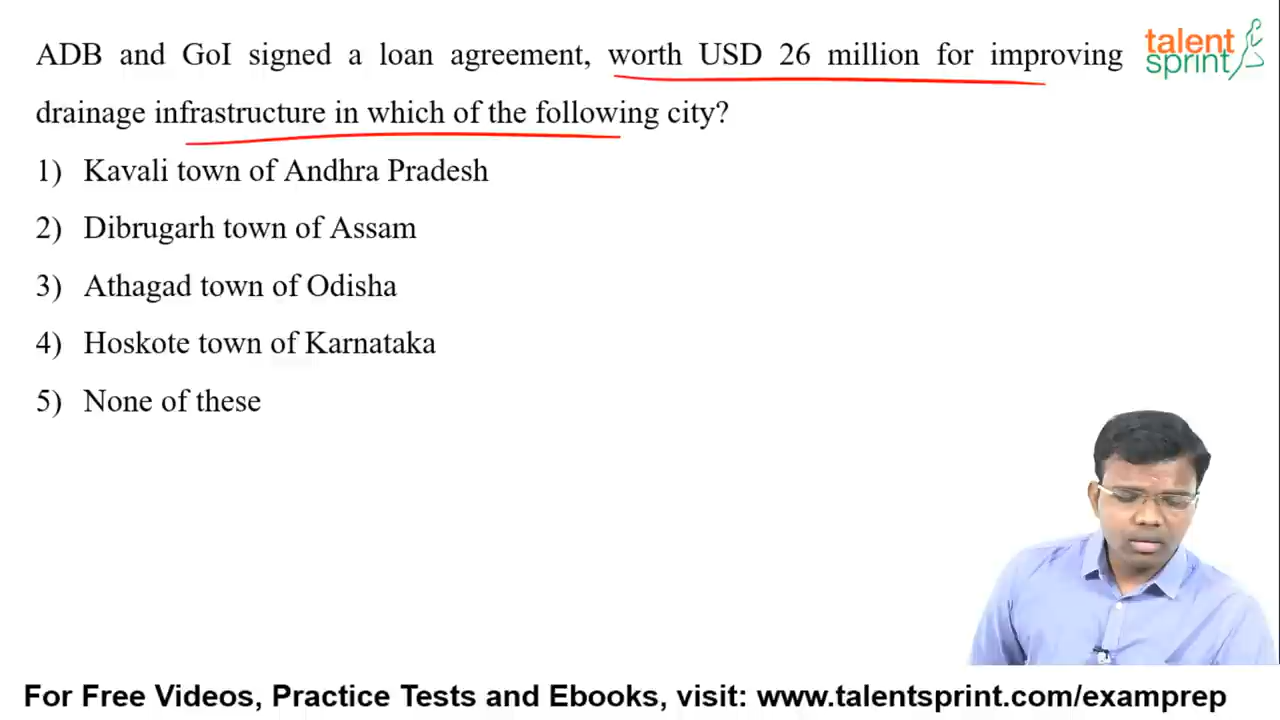 ADB and GoI signed a loan agreement, worth USD 26 million for improving
drainage infrastructure in which of the following city?
1) Kavali town of Andhra Pradesh
2) Dibrugarh town of Assam
3) Athagad town of Odisha
4) Hoskote town of Karnataka
5) None of these
talent
sprint
For Free Videos, Practice Tests and Ebooks, visit: www.talentsprint.com/examprep